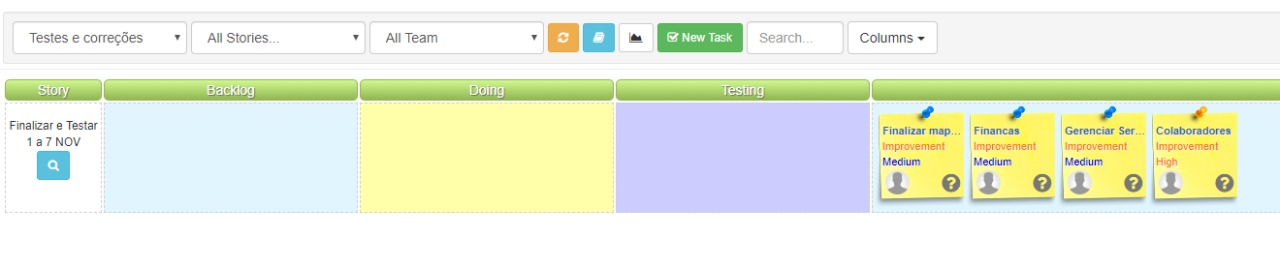 Testes e correções All Stories... All Team New Task Search... Columns
Story Backlog Doing Testing
Finalizar e Testar
1 a 7 NOV
Finalizar map...
Improvement
Medium
?
Financas
Improvement
Medium
?
Gerenciar Ser...
Improvement
Medium
?
Colaboradores
Improvement
High
?